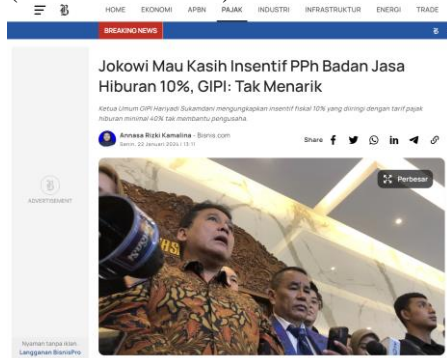 HOME EKONOMI APBN PAJAK INDUSTRI INFRASTRUKTUR ENERGI TRADE
BREAKING NEWS
Jokowi Mau Kasih Insentif PPh Badan Jasa
Hiburan 10%, GIPI: Tak Menarik
Ketua Umum GIPI Hariyadi Sukamdani mengungkapkan insentif fiskal 10% yang diiringi dengan tarif pajak
hiburan minimal 40% tak membantu pengusaha.
Annasa Rizki Kamalina - Bisnis.com
Senin, 22 Januari 2024 | 13:11
Share
Perbesar
ADVERTISEMENT
Nyaman tanpa iklan
Langganan BisnisPro